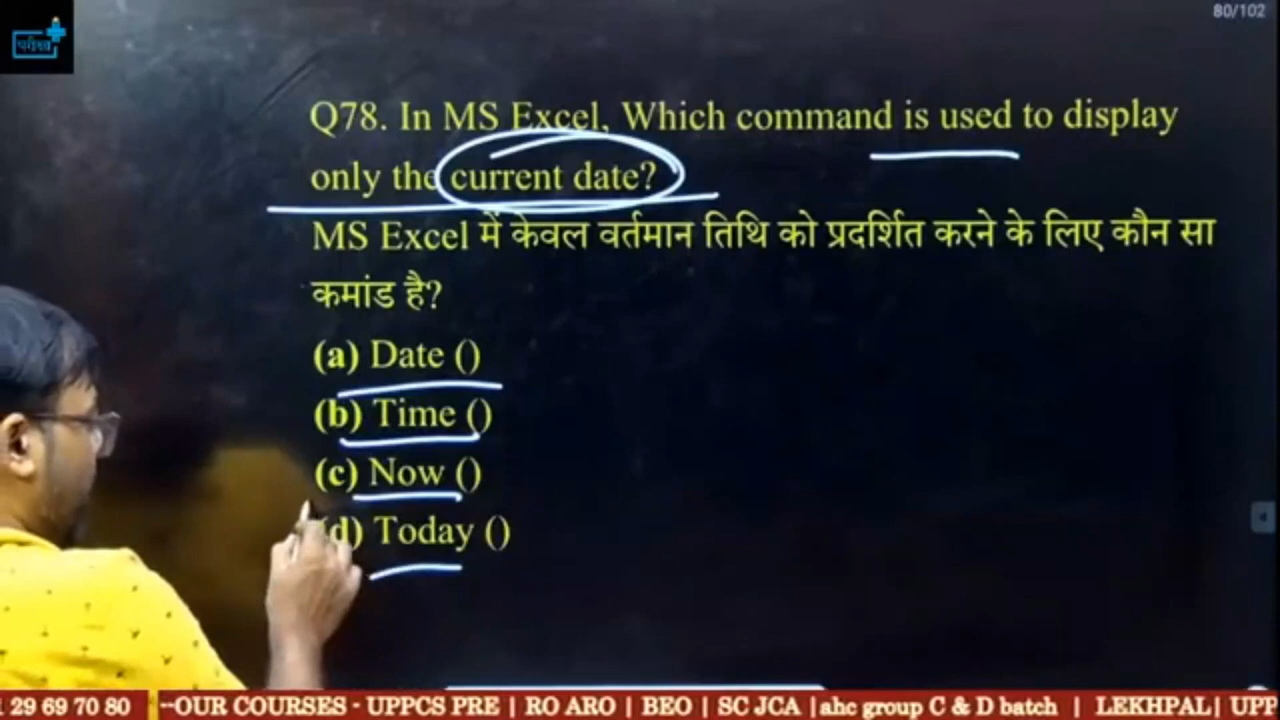 परीक्षा
80/102
Q78. In MS Excel, Which command is used to display
only the current date?
MS Excel में केवल वर्तमान तिथि को प्रदर्शित करने के लिए कौन सा
कमांड है?
(a) Date ()
(b) Time ()
(c) Now ()
(d) Today ()
29 69 70 80 --OUR COURSES - UPPCS PRE | RO ARO | BEO | SC JCA |ahc group C & D batch | LEKHPAL| UPP